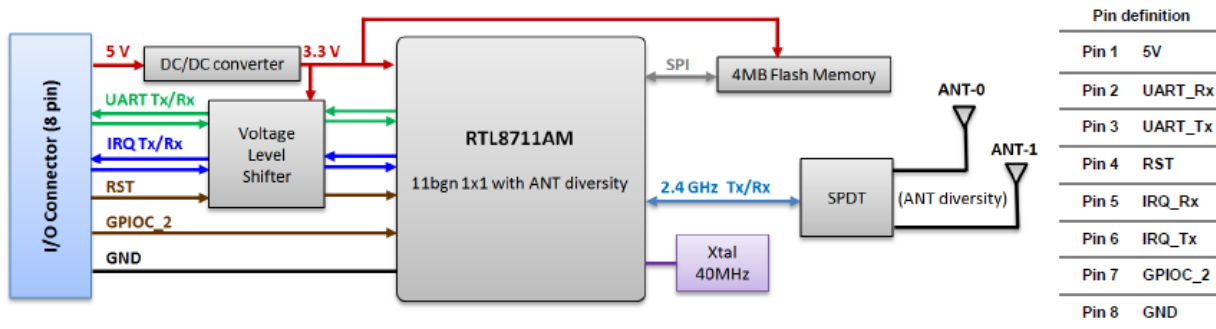 I/O Connector (8 pin)
5 V
DC/DC converter
3.3 V
UART Tx/Rx
IRQ Tx/Rx
RST
GPIOC_2
GND
Voltage
Level
Shifter
RTL8711AM
11bgn 1x1 with ANT diversity
SPI
4MB Flash Memory
2.4 GHz Tx/Rx
Xtal
40MHz
SPDT
ANT-0
ANT-1
(ANT diversity)
Pin definition
Pin 1 5V
Pin 2 UART_Rx
Pin 3 UART_Tx
Pin 4 RST
Pin 5 IRQ_Rx
Pin 6 IRQ_Tx
Pin 7 GPIOC_2
Pin 8 GND